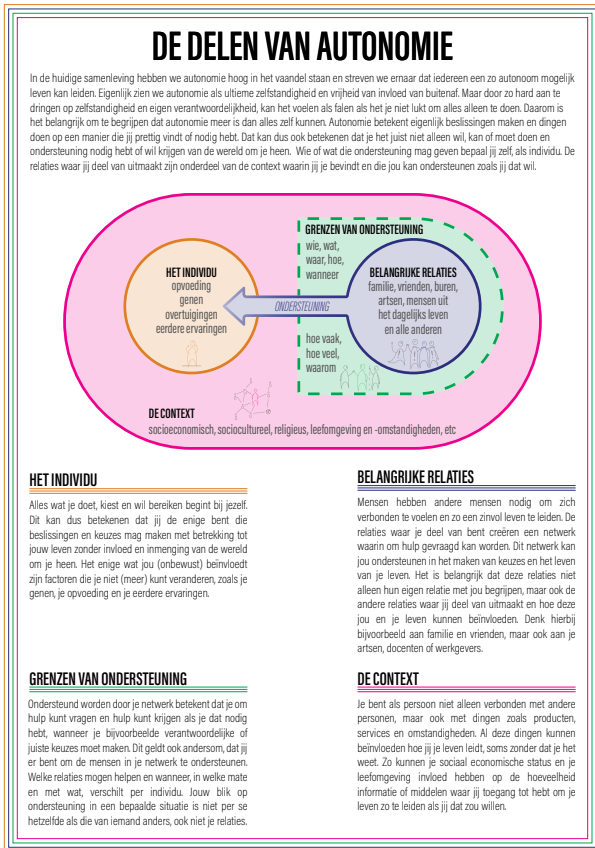 DE DELEN VAN AUTONOMIE
In de huidige samenleving hebben we autonomie hoog in het vaandel staan en streven we ernaar dat iedereen een zo autonoom mogelijk
leven kan leiden. Eigenlijk zien we autonomie als ultieme zelfstandigheid en vrijheid van invloed van buitenaf. Maar door zo hard aan te
dringen op zelfstandigheid en eigen verantwoordelijkheid, kan het voelen als falen als het je niet lukt om alles alleen te doen. Daarom is
het belangrijk om te begrijpen dat autonomie meer is dan alles zelf kunnen. Autonomie betekent eigenlijk beslissingen maken en dingen
doen op een manier die jij prettig vindt of nodig hebt. Dat kan dus ook betekenen dat je het juist niet alleen wil, kan of moet doen en
ondersteuning nodig hebt of wil krijgen van de wereld om je heen. Wie of wat die ondersteuning mag geven bepaal jij zelf, als individu. De
relaties waar jij deel van uitmaakt zijn onderdeel van de context waarin jij je bevindt en die jou kan ondersteunen zoals jij dat wil.
GRENZEN VAN ONDERSTEUNING
wie, wat,
waar, hoe,
wanneer
HET INDIVIDU
opvoeding
genen
overtuigingen
eerdere ervaringen
ONDERSTEUNING
BELANGRIJKE RELATIES
familie, vrienden, buren,
artsen, mensen uit
het dagelijks leven
en alle anderen
hoe vaak,
hoe veel,
waarom
DE CONTEXT
socioeconomisch, sociocultureel, religieus, leefomgeving en -omstandigheden, etc
HET INDIVIDU
Alles wat je doet, kiest en wil bereiken begint bij jezelf.
Dit kan dus betekenen dat jij de enige bent die
beslissingen en keuzes mag maken met betrekking tot
jouw leven zonder invloed en inmenging van de wereld
om je heen. Het enige wat jou (onbewust) beïnvloedt
zijn factoren die je niet (meer) kunt veranderen, zoals je
genen, je opvoeding en je eerdere ervaringen.
BELANGRIJKE RELATIES
Mensen hebben andere mensen nodig om zich
verbonden te voelen en zo een zinvol leven te leiden. De
relaties waar je deel van bent creëren een netwerk
waarin om hulp gevraagd kan worden. Dit netwerk kan
jou ondersteunen in het maken van keuzes en het leven
van je leven. Het is belangrijk dat deze relaties niet
alleen hun eigen relatie met jou begrijpen, maar ook de
andere relaties waar jij deel van uitmaakt en hoe deze
jou en je leven kunnen beïnvloeden. Denk hierbij
bijvoorbeeld aan familie en vrienden, maar ook aan je
artsen, docenten of werkgevers.
GRENZEN VAN ONDERSTEUNING
Ondersteund worden door je netwerk betekent dat je om
hulp kunt vragen en hulp kunt krijgen als je dat nodig
hebt, wanneer je bijvoorbeelde verantwoordelijke of
juiste keuzes moet maken. Dit geldt ook andersom, dat jij
er bent om de mensen in je netwerk te ondersteunen.
Welke relaties mogen helpen en wanneer, in welke mate
en met wat, verschilt per individu. Jouw blik op
ondersteuning in een bepaalde situatie is niet per se
hetzelfde als die van iemand anders, ook niet je relaties.
DE CONTEXT
Je bent als persoon niet alleen verbonden met andere
personen, maar ook met dingen zoals producten,
services en omstandigheden. Al deze dingen kunnen
beïnvloeden hoe jij je leven leidt, soms zonder dat je het
weet. Zo kunnen je sociaal economische status en je
leefomgeving invloed hebben op de hoeveelheid
informatie of middelen waar jij toegang tot hebt om je
leven zo te leiden als jij dat zou willen.